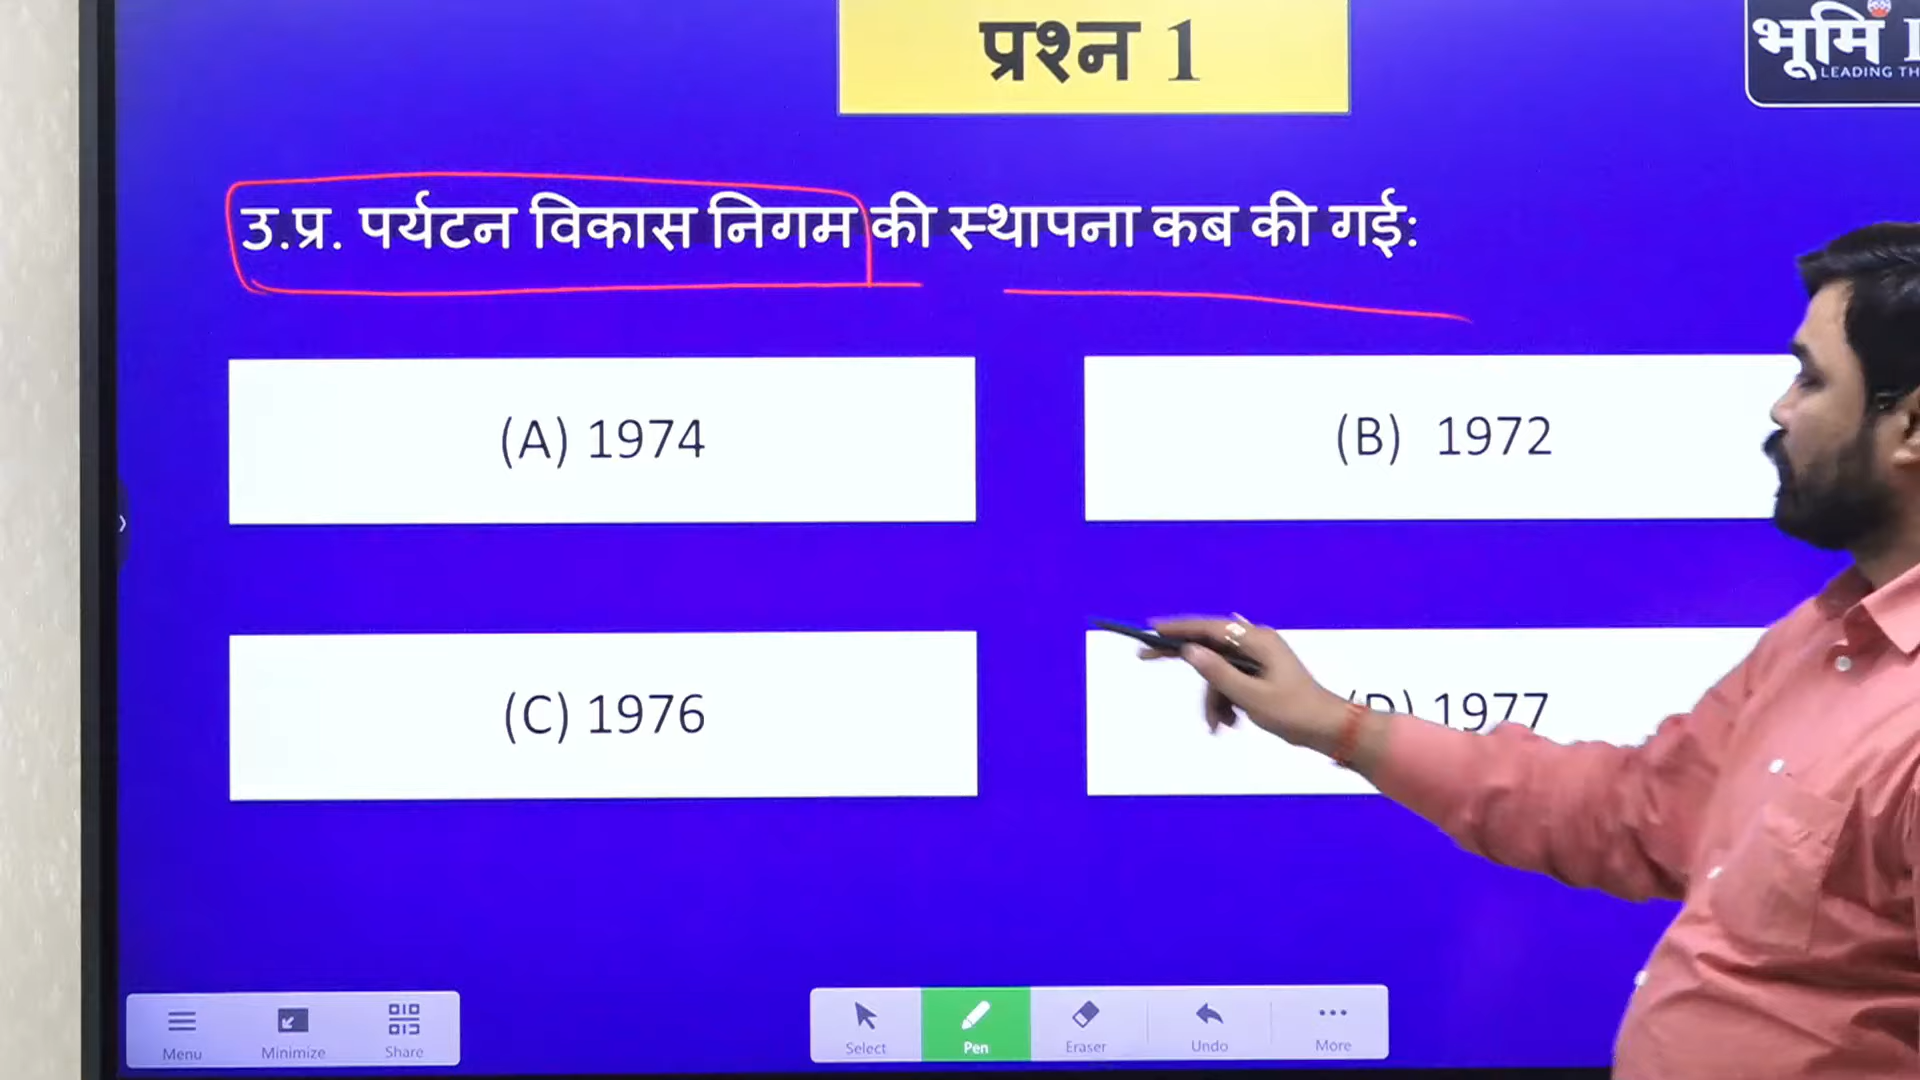 प्रश्न 1
भूमि
LEADING TH
उ.प्र. पर्यटन विकास निगम की स्थापना कब की गई:
(A) 1974
(B) 1972
(C) 1976
(D) 1977
Menu
Minimize
Share
Select
Pen
Eraser
Undo
More